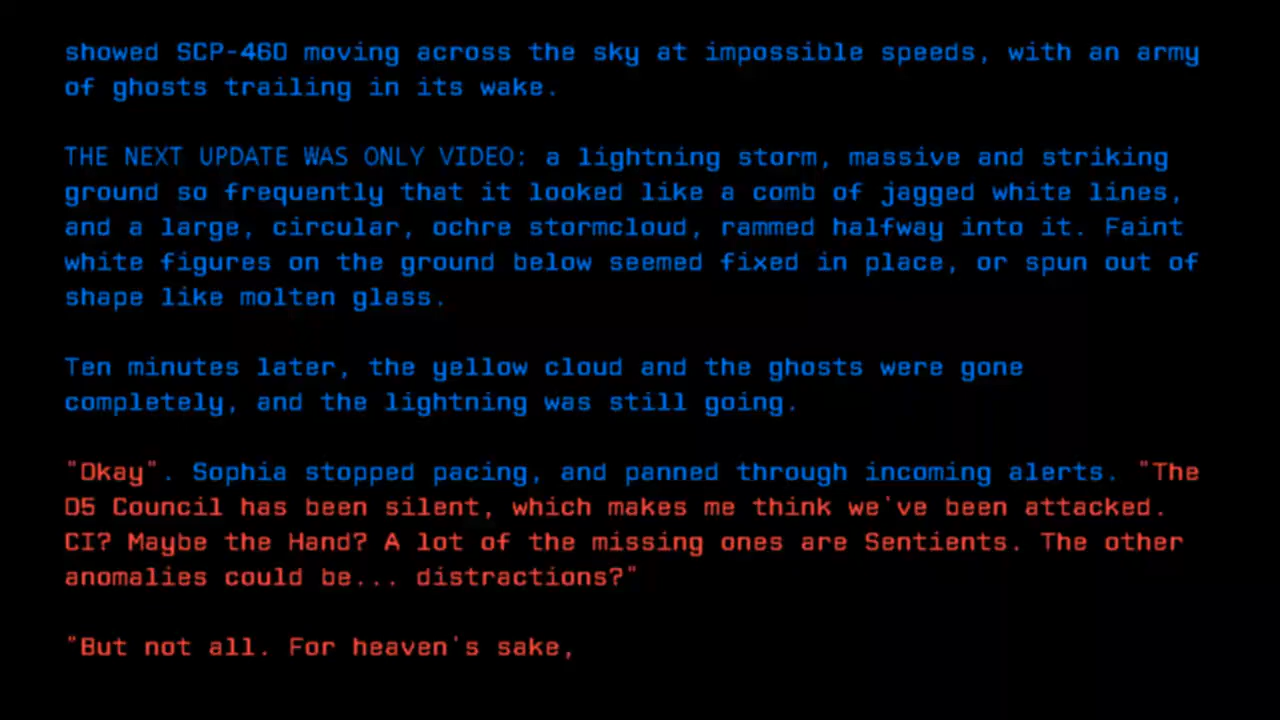 showed SCP-460 moving across the sky at impossible speeds, with an army
of ghosts trailing in its wake.
THE NEXT UPDATE WAS ONLY VIDEO: a lightning storm, massive and striking
ground so frequently that it looked like a comb of jagged white lines,
and a large, circular, ochre stormcloud, rammed halfway into it. Faint
white figures on the ground below seemed fixed in place, or spun out of
shape like molten glass.
Ten minutes later, the yellow cloud and the ghosts were gone
completely, and the lightning was still going.
"Okay". Sophia stopped pacing, and panned through incoming alerts. "The
O5 Council has been silent, which makes me think we've been attacked.
CI? Maybe the Hand? A lot of the missing ones are Sentients. The other
anomalies could be... distractions?"
"But not all. For heaven's sake,